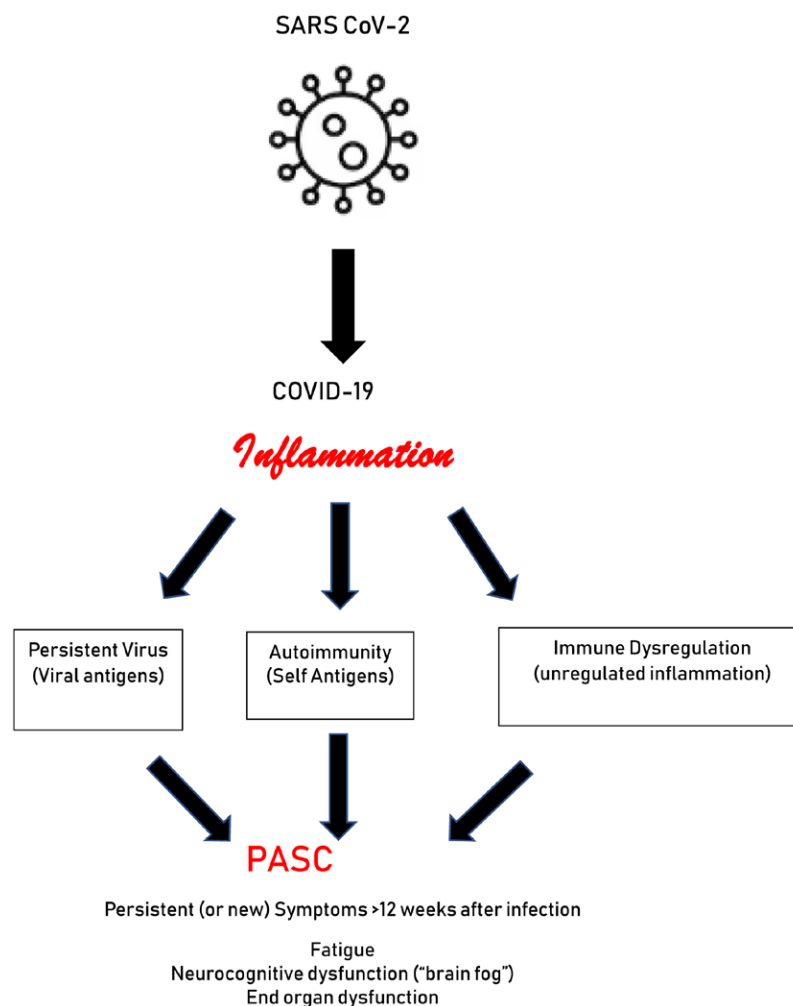 SARS CoV-2
COVID-19
Inflammation
Persistent Virus
(Viral antigens)
Autoimmunity
(Self Antigens)
Immune Dysregulation
(unregulated inflammation)
PASC
Persistent (or new) Symptoms >12 weeks after infection
Fatigue
Neurocognitive dysfunction (“brain fog”)
End organ dysfunction